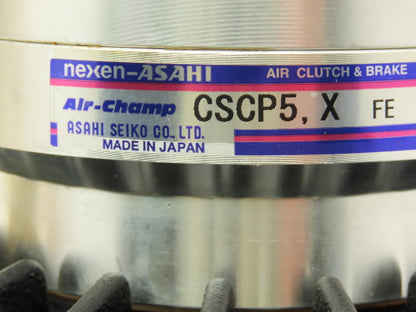 nexen-ASAHI AIR CLUTCH & BRAKE
Air-Champ CSCP5, X FE
ASAHI SEIKO CO., LTD.
MADE IN JAPAN